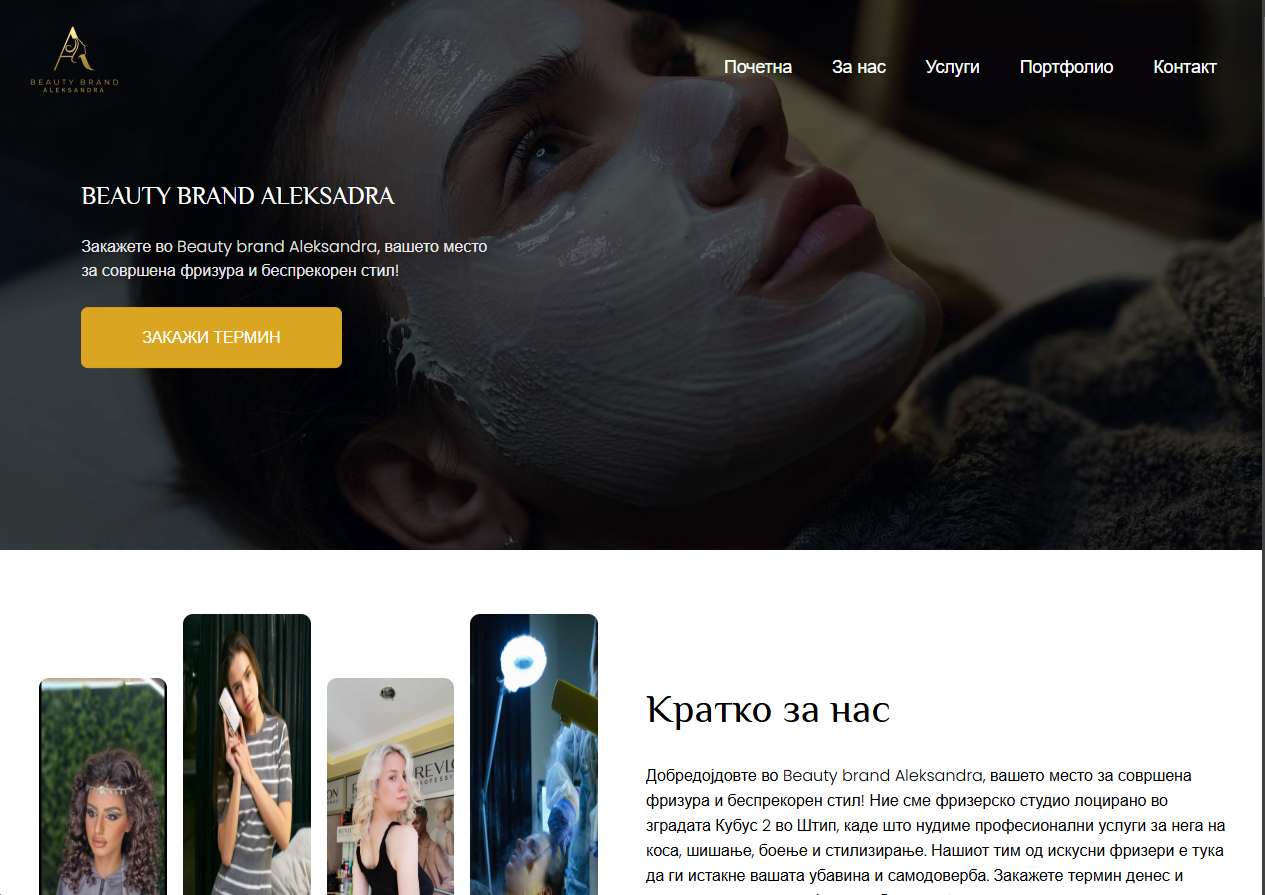 BEAUTY BRAND
ALEKSANDRA
Почетна За нас Услуги Портфолио Контакт
BEAUTY BRAND ALEKSADRA
Закажете во Beauty brand Aleksandra, вашето место
за совршена фризура и беспрекорен стил!
ЗАКАЖИ ТЕРМИН
REVL
Кратко за нас
Добредојдовте во Beauty brand Aleksandra, вашето место за совршена
фризура и беспрекорен стил! Ние сме фризерско студио лоцирано во
зградата Кубус 2 во Штип, каде што нудиме професионални услуги за нега на
коса, шишање, боење и стилизирање. Нашиот тим од искусни фризери е тука
да ги истакне вашата убавина и самодоверба. Закажете термин денес и